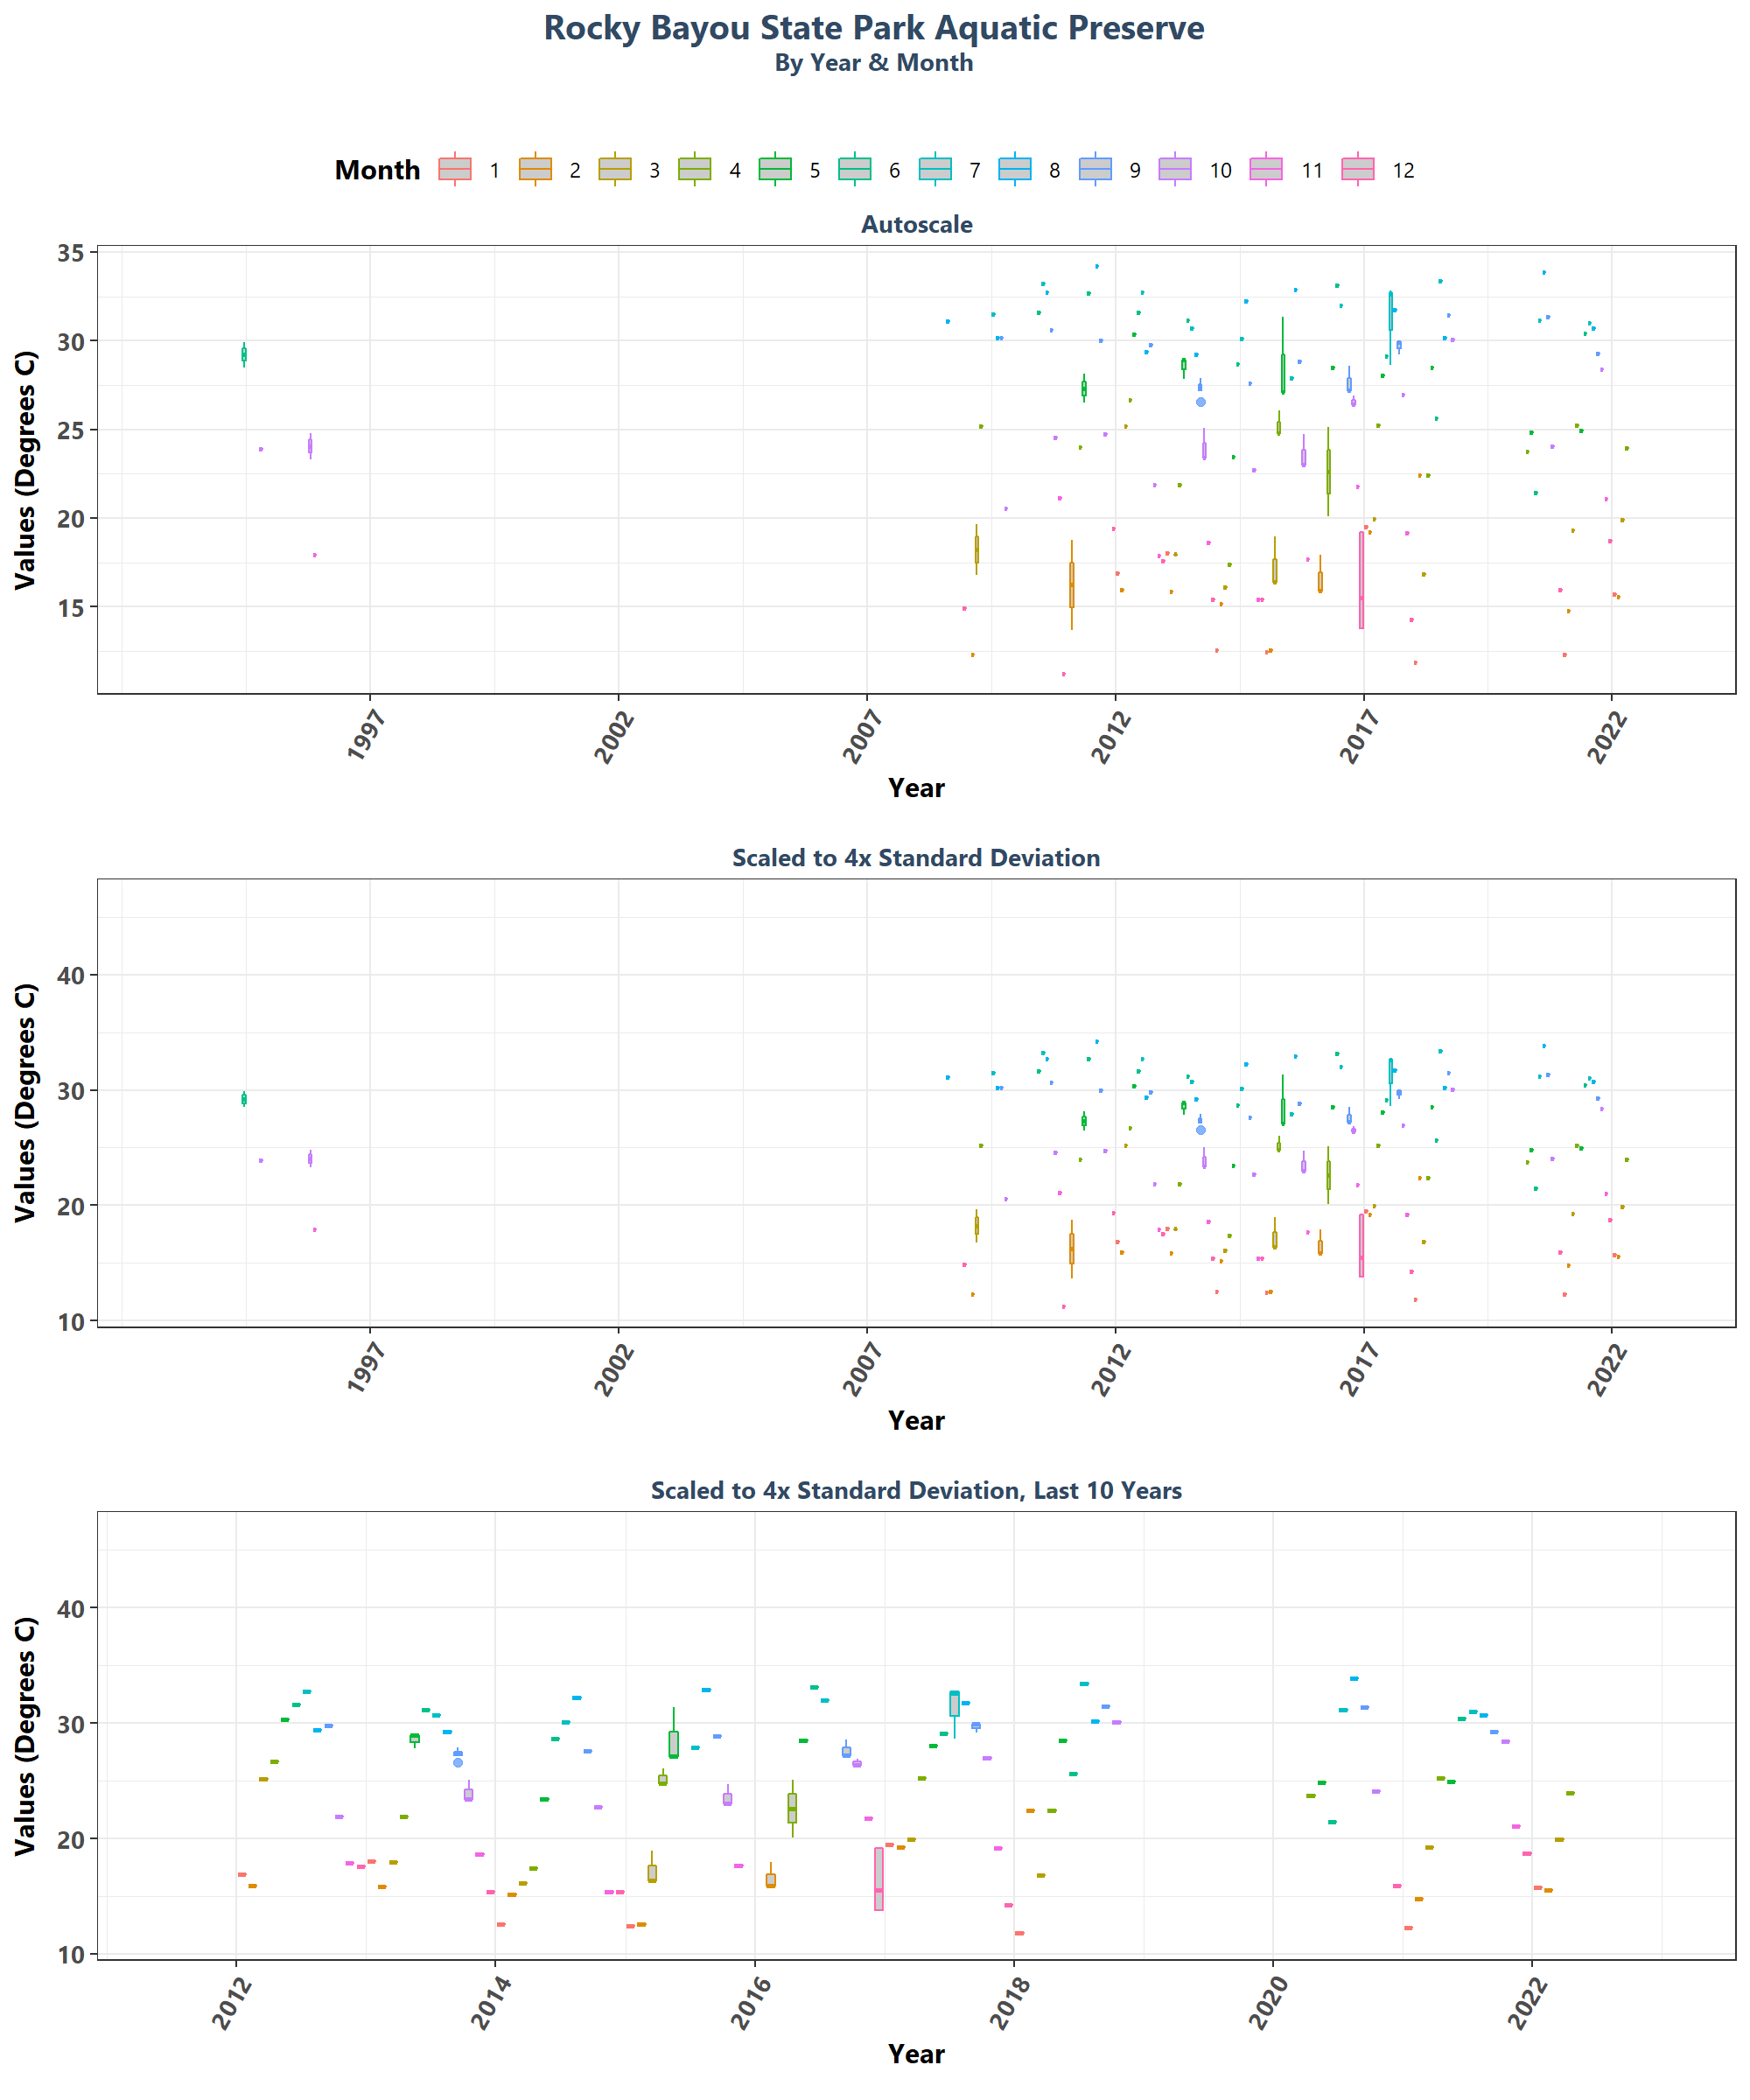 Rocky Bayou State Park Aquatic Preserve
By Year & Month
Month 1 2 3 4 5 6 7 8 9 10 11 12
Autoscale
Values (Degrees C)
35
30
25
20
15
1997 2002 2007 2012 2017 2022
Year
Scaled to 4x Standard Deviation
Values (Degrees C)
40
30
20
10
1997 2002 2007 2012 2017 2022
Year
Scaled to 4x Standard Deviation, Last 10 Years
Values (Degrees C)
40
30
20
10
2012 2014 2016 2018 2020 2022
Year